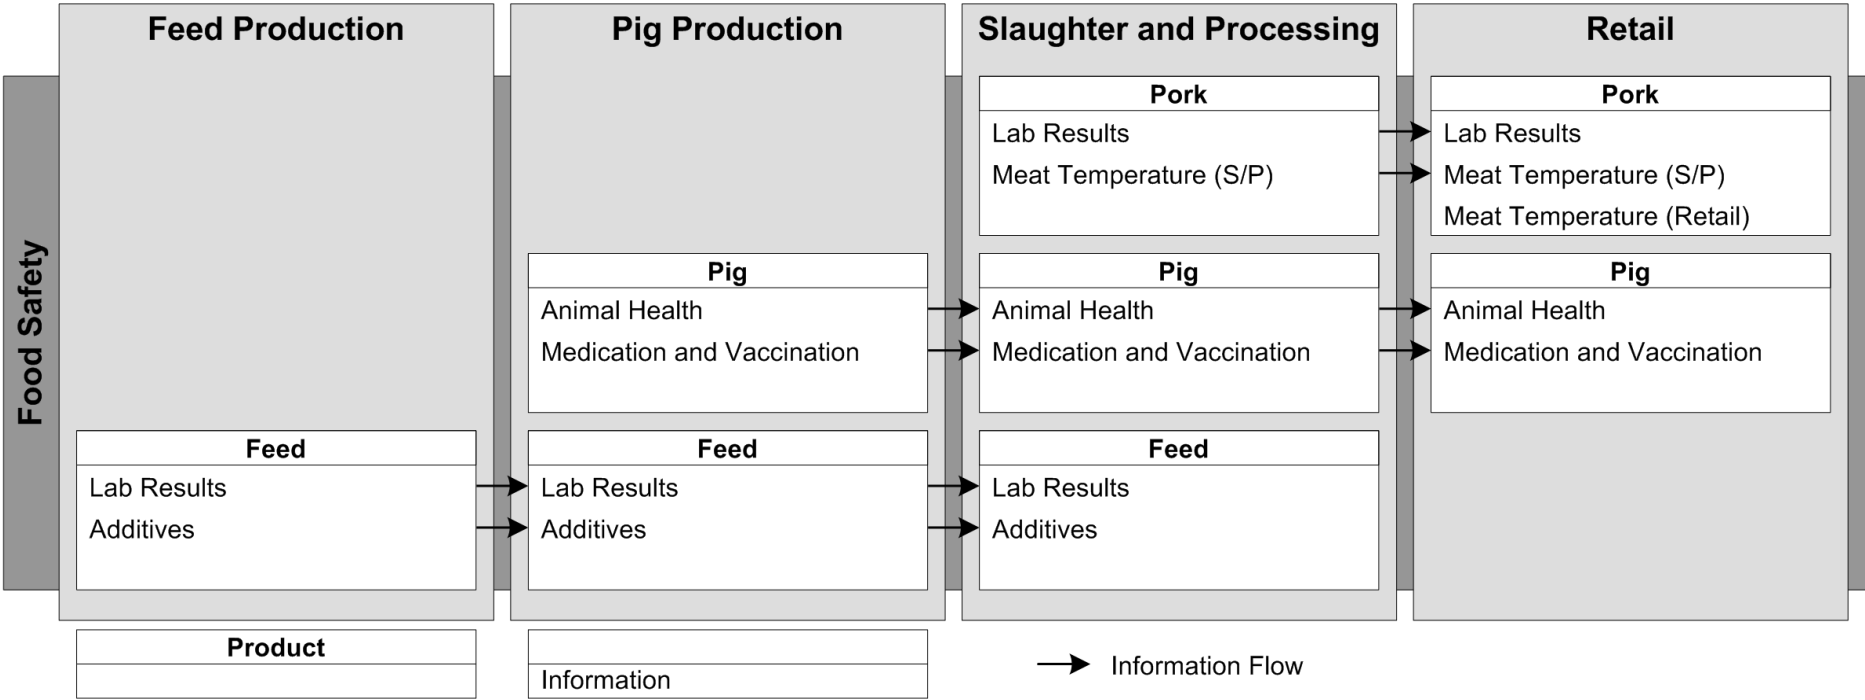 Feed Production
Pig Production
Slaughter and Processing
Retail
Food Safety
Pork
Lab Results
Meat Temperature (S/P)
Pork
Lab Results
Meat Temperature (S/P)
Meat Temperature (Retail)
Pig
Animal Health
Medication and Vaccination
Pig
Animal Health
Medication and Vaccination
Pig
Animal Health
Medication and Vaccination
Feed
Lab Results
Additives
Feed
Lab Results
Additives
Feed
Lab Results
Additives
Product
Information
Information Flow